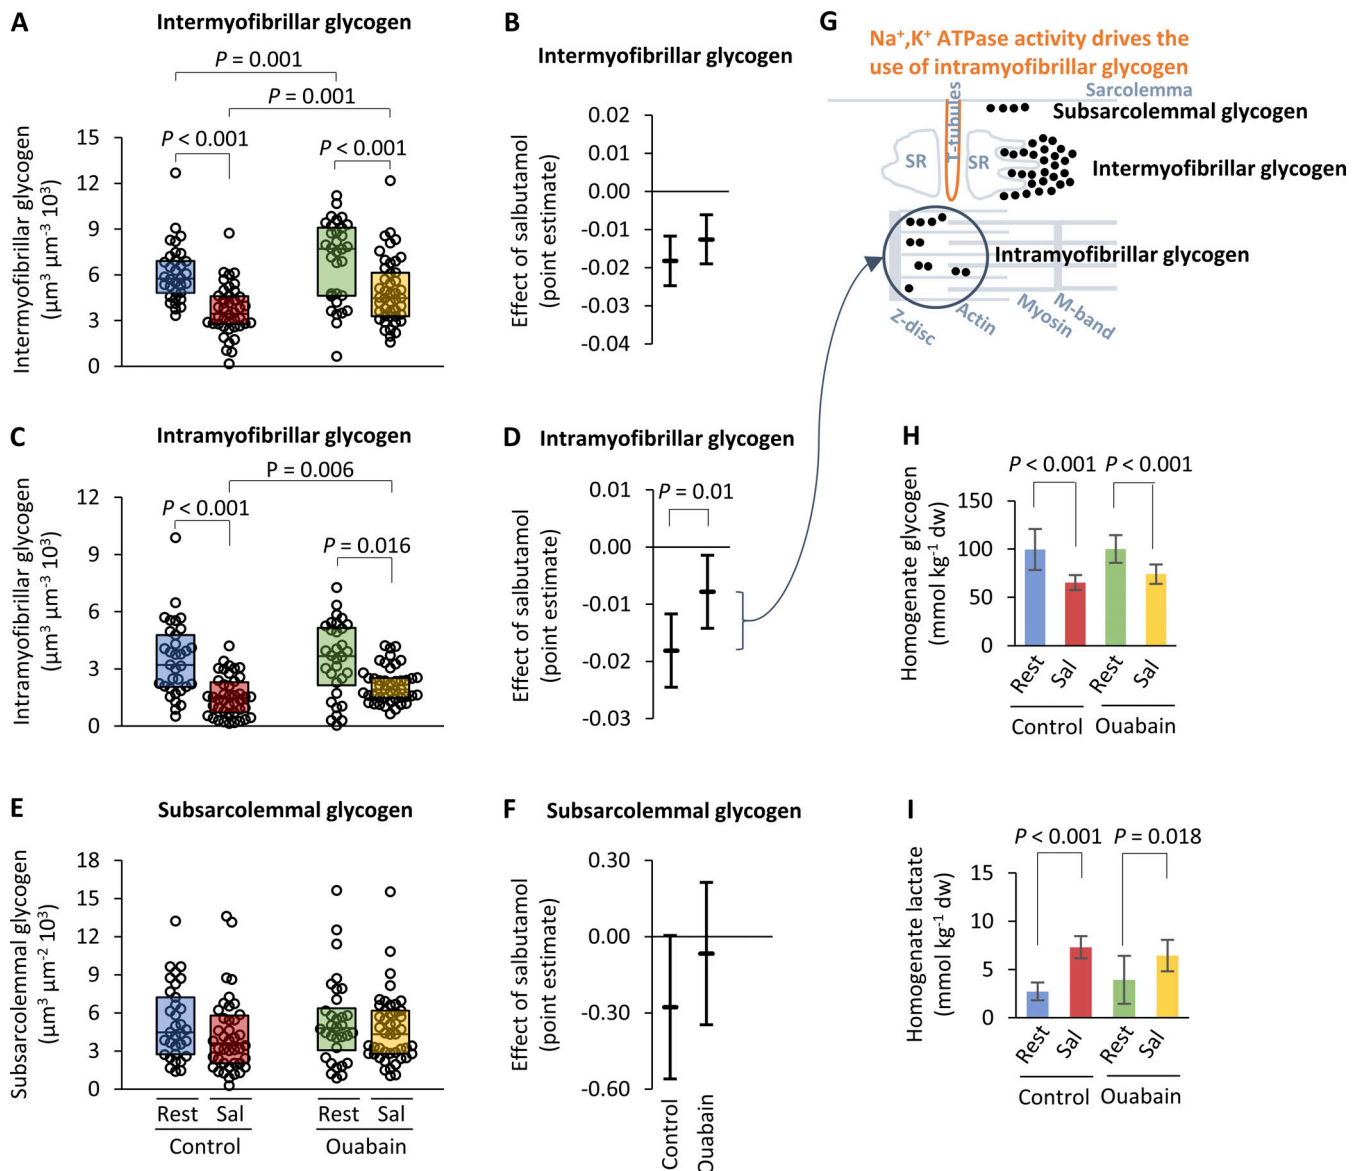 A
Intermyofibrillar glycogen
P = 0.001
P = 0.001
P < 0.001
P < 0.001
Intermyofibrillar glycogen
(µm³ µm⁻³ 10³)
15
12
9
6
3
0
B
Intermyofibrillar glycogen
Effect of salbutamol
(point estimate)
0.02
0.01
0.00
-0.01
-0.02
-0.03
-0.04
G
Na⁺,K⁺ ATPase activity drives the
use of intramyofibrillar glycogen
Sarcolemma
Subsarcolemmal glycogen
T-tubules
SR
SR
Intermyofibrillar glycogen
Intramyofibrillar glycogen
Z-disc
Actin
Myosin
M-band
C
Intramyofibrillar glycogen
P = 0.006
P < 0.001
P = 0.016
Intramyofibrillar glycogen
(µm³ µm⁻³ 10³)
12
9
6
3
0
D
Intramyofibrillar glycogen
P = 0.01
Effect of salbutamol
(point estimate)
0.01
0.00
-0.01
-0.02
-0.03
H
P < 0.001
P < 0.001
Homogenate glycogen
(mmol kg⁻¹ dw)
150
100
50
0
Rest
Sal
Rest
Sal
Control
Ouabain
E
Subsarcolemmal glycogen
Subsarcolemmal glycogen
(µm³ µm⁻² 10³)
18
15
12
9
6
3
0
Rest
Sal
Rest
Sal
Control
Ouabain
F
Subsarcolemmal glycogen
Effect of salbutamol
(point estimate)
0.30
0.00
-0.30
-0.60
Control
Ouabain
I
P < 0.001
P = 0.018
Homogenate lactate
(mmol kg⁻¹ dw)
15
10
5
0
Rest
Sal
Rest
Sal
Control
Ouabain